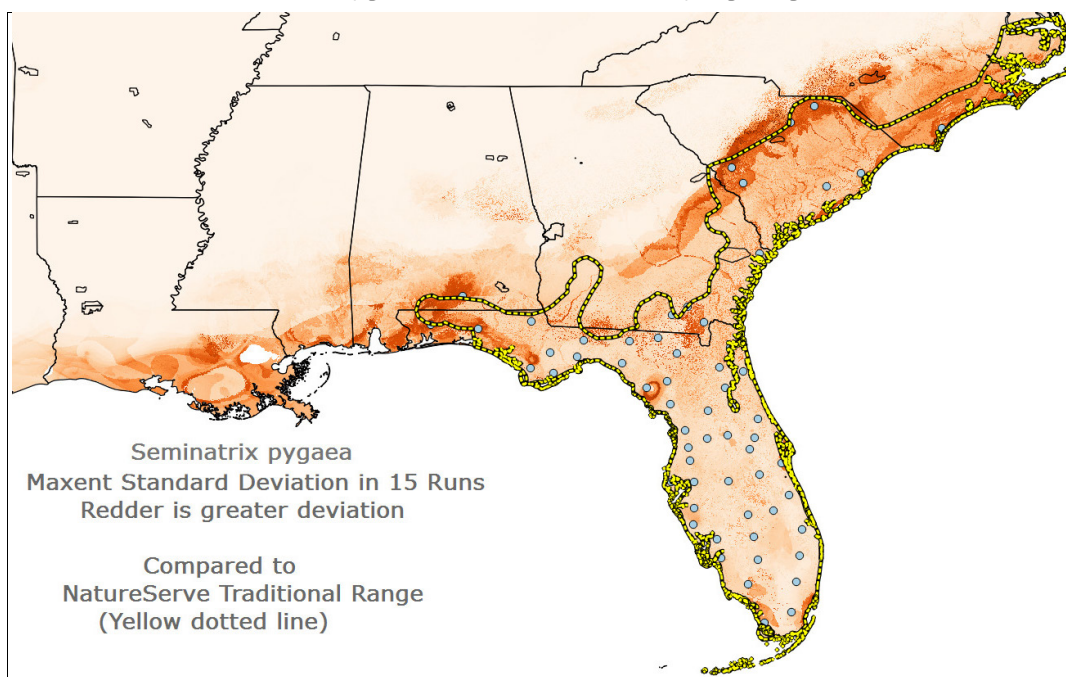 Seminatrix pygaea
Maxent Standard Deviation in 15 Runs
Redder is greater deviation
Compared to
NatureServe Traditional Range
(Yellow dotted line)